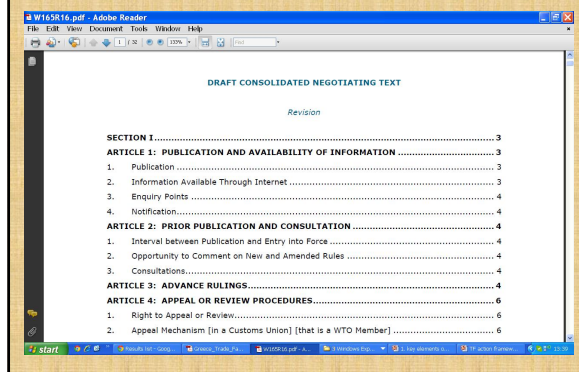 W165R16.pdf - Adobe Reader
File Edit View Document Tools Window Help
1 / 32 133% Find
DRAFT CONSOLIDATED NEGOTIATING TEXT
Revision
SECTION I 3
ARTICLE 1: PUBLICATION AND AVAILABILITY OF INFORMATION 3
1. Publication 3
2. Information Available Through Internet 3
3. Enquiry Points 4
4. Notification 4
ARTICLE 2: PRIOR PUBLICATION AND CONSULTATION 4
1. Interval between Publication and Entry into Force 4
2. Opportunity to Comment on New and Amended Rules 4
3. Consultations 4
ARTICLE 3: ADVANCE RULINGS 4
ARTICLE 4: APPEAL OR REVIEW PROCEDURES 6
1. Right to Appeal or Review 6
2. Appeal Mechanism [in a Customs Union] [that is a WTO Member] 6
start Results list - Goog... Greece_Trade_Fa... W165R16.pdf - A... 3 Windows Exp... 1. key elements o... TF action framew... 15:39